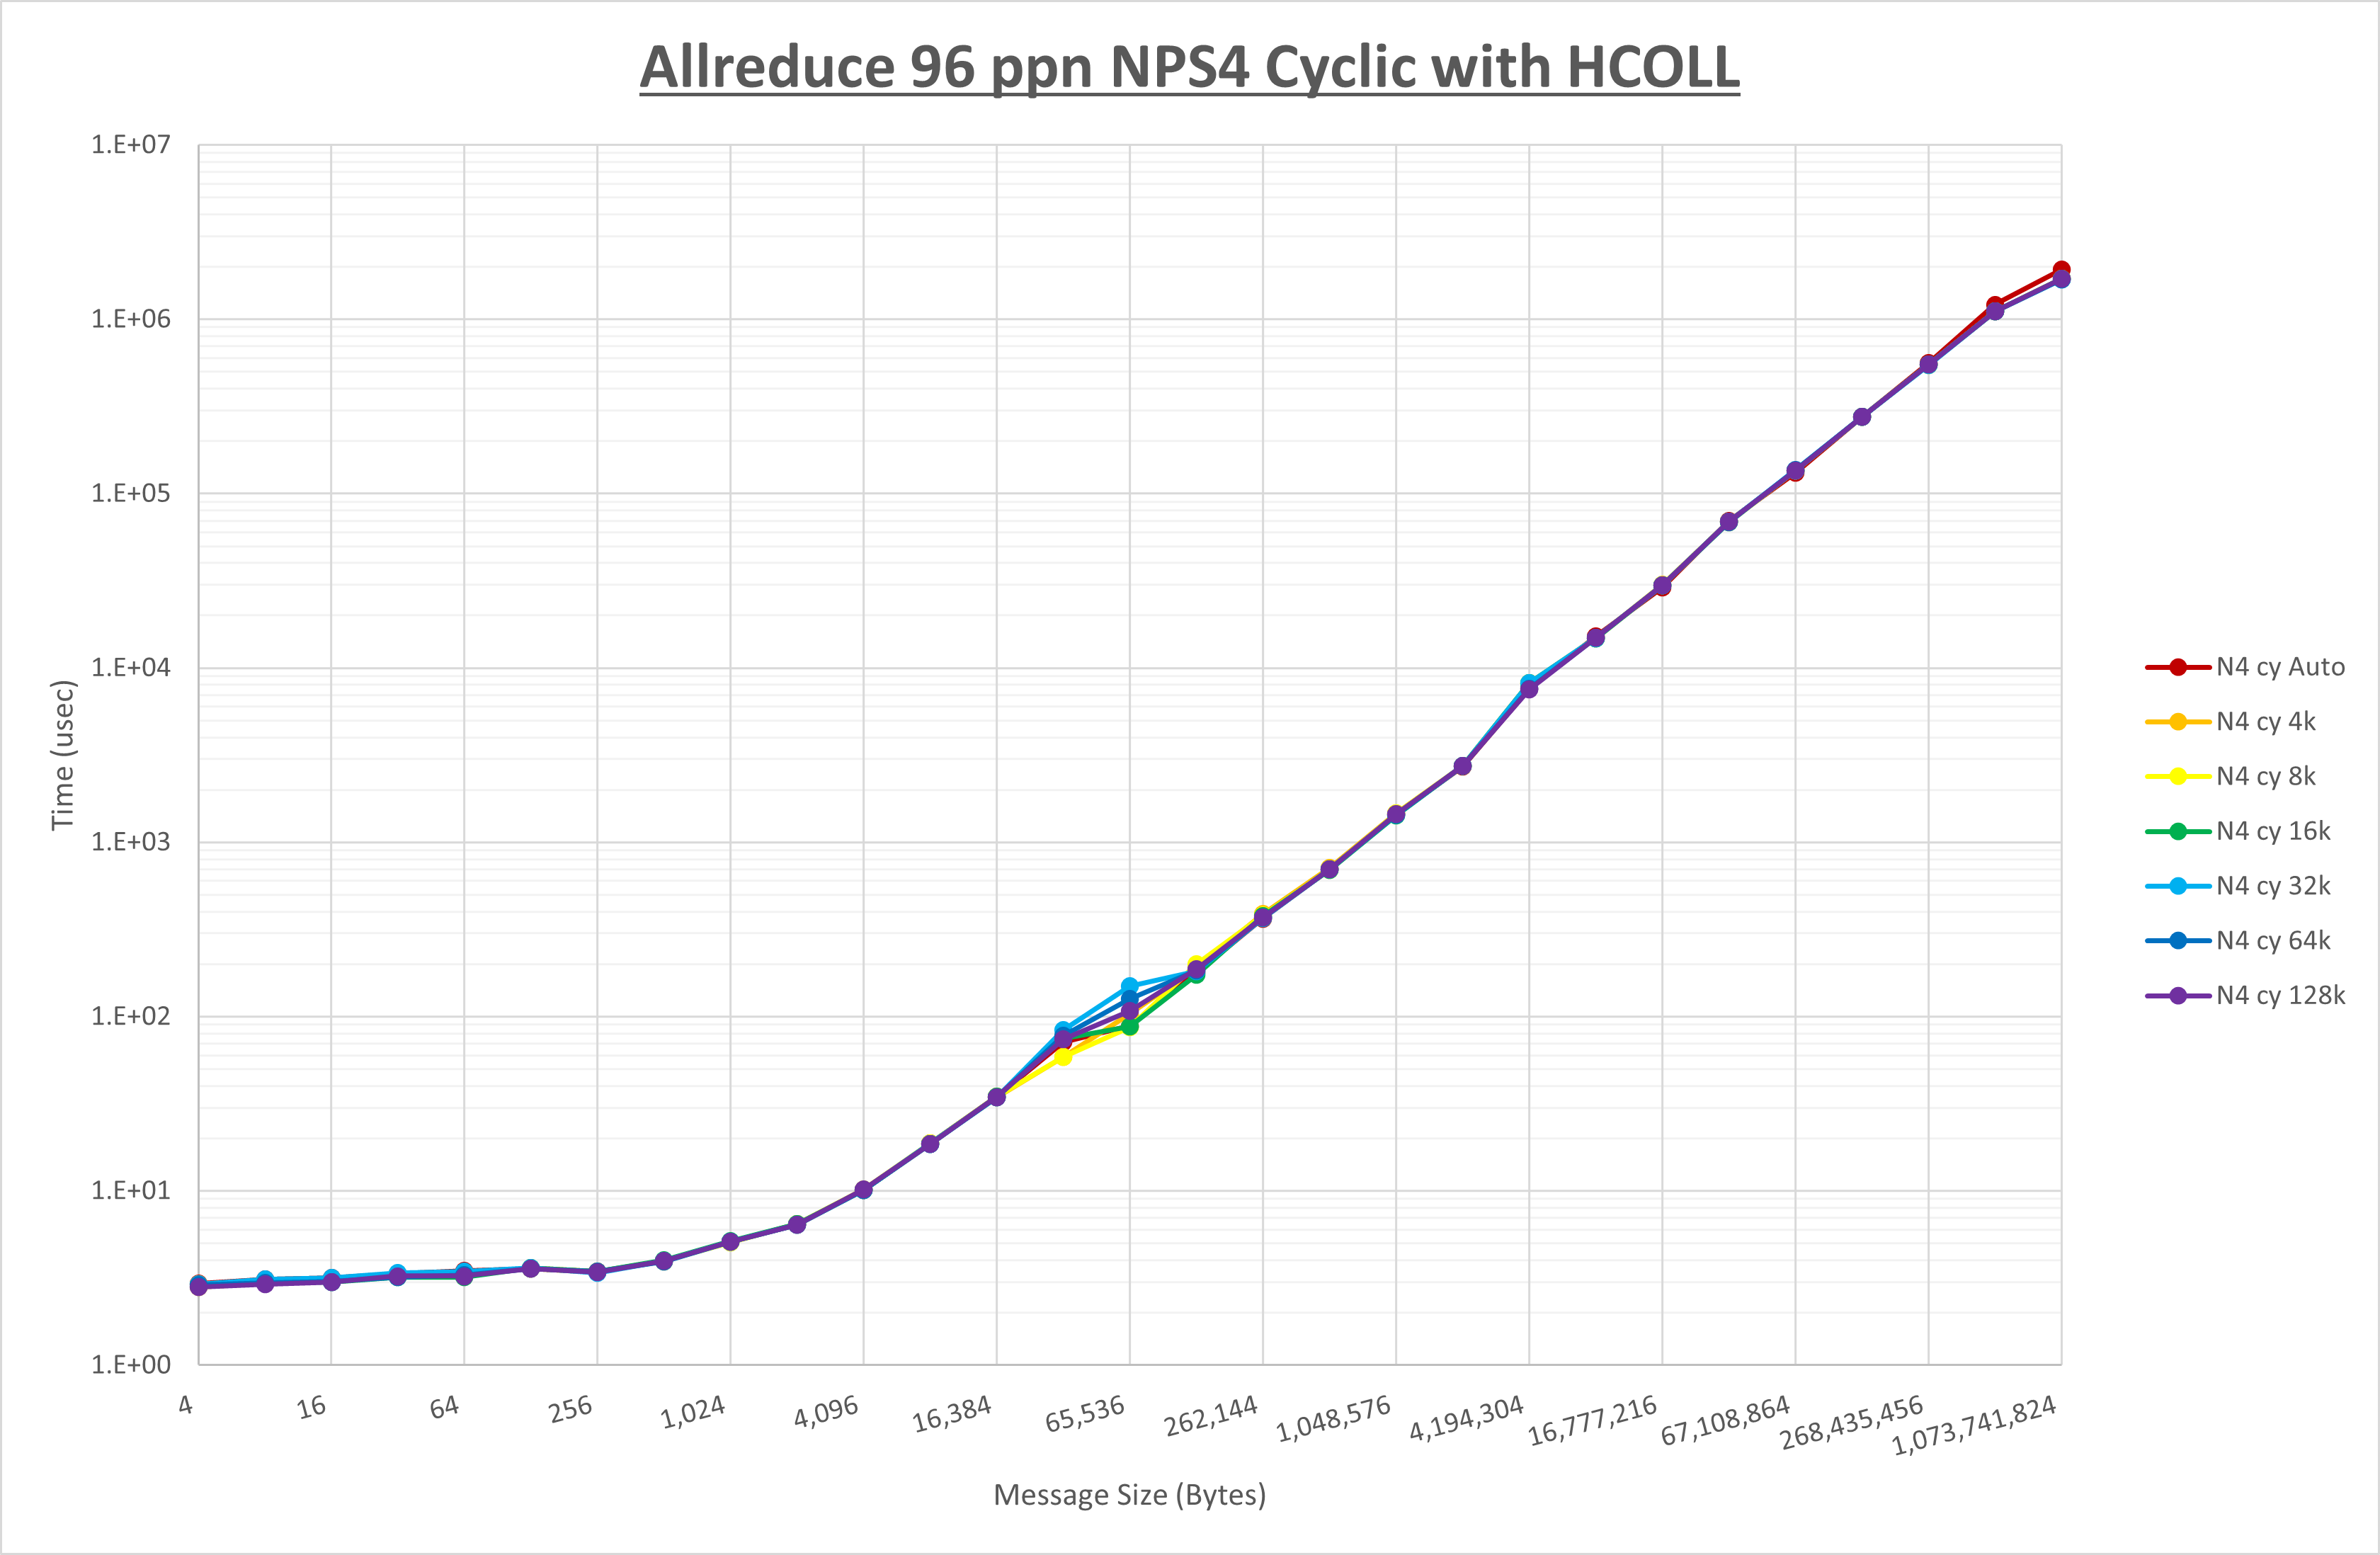 Allreduce 96 ppn NPS4 Cyclic with HCOLL
1.E+07
1.E+06
1.E+05
1.E+04
1.E+03
1.E+02
1.E+01
1.E+00
Time (usec)
4
16
64
256
1,024
4,096
16,384
65,536
262,144
1,048,576
4,194,304
16,777,216
67,108,864
268,435,456
1,073,741,824
Message Size (Bytes)
N4 cy Auto
N4 cy 4k
N4 cy 8k
N4 cy 16k
N4 cy 32k
N4 cy 64k
N4 cy 128k